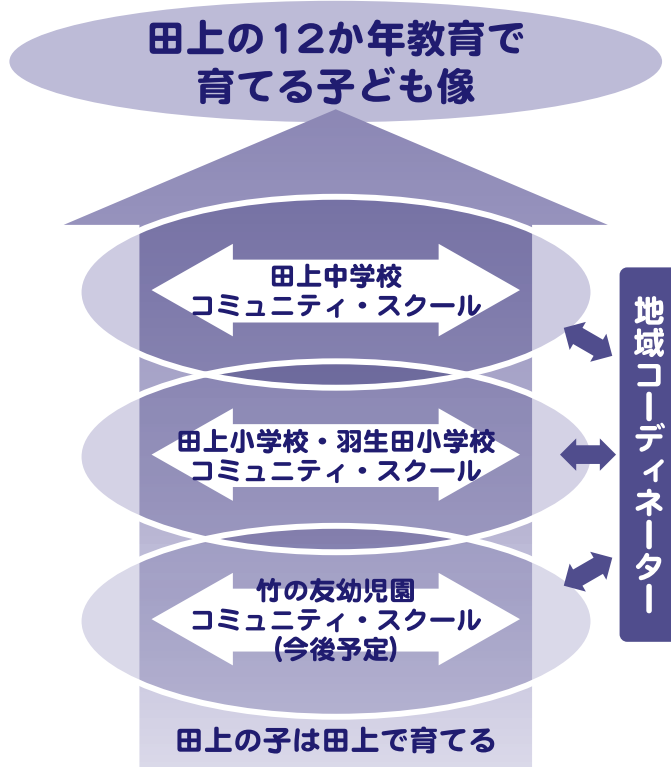 田上の12か年教育で
育てる子ども像
田上中学校
コミュニティ・スクール
田上小学校・羽生田小学校
コミュニティ・スクール
竹の友幼児園
コミュニティ・スクール
(今後予定)
田上の子は田上で育てる
地域コーディネーター